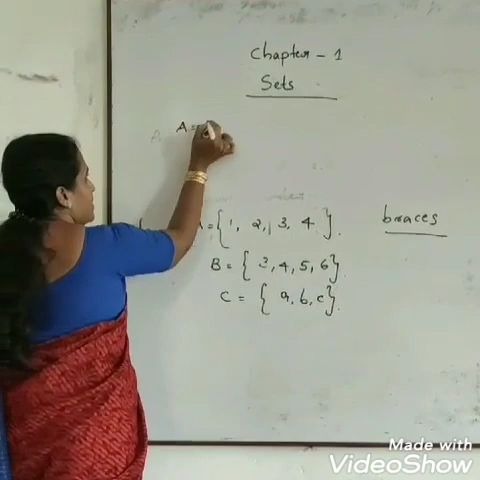 Chapter - 1
Sets
A =
A = { 1, 2, 3, 4 }. braces
B = { 3, 4, 5, 6 }.
C = { a, b, c }.
Made with
VideoShow